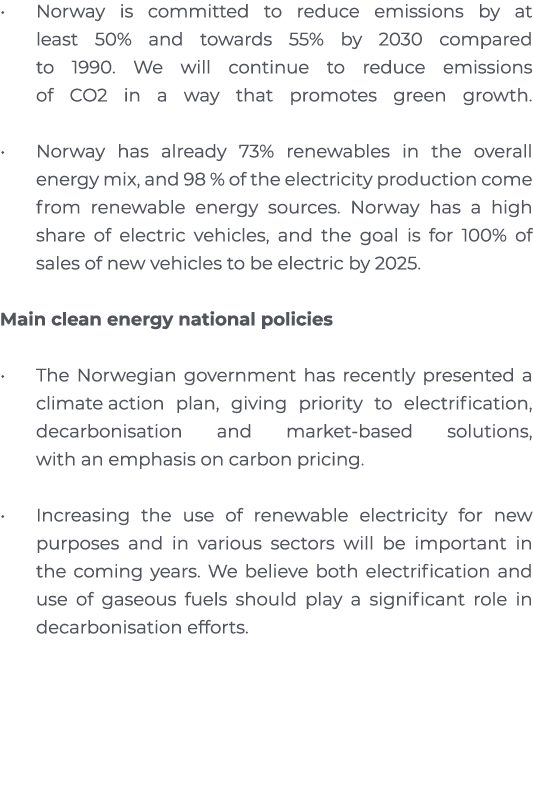 • Norway is committed to reduce emissions by at
least 50% and towards 55% by 2030 compared
to 1990. We will continue to reduce emissions
of CO2 in a way that promotes green growth.
• Norway has already 73% renewables in the overall
energy mix, and 98 % of the electricity production come
from renewable energy sources. Norway has a high
share of electric vehicles, and the goal is for 100% of
sales of new vehicles to be electric by 2025.
Main clean energy national policies
• The Norwegian government has recently presented a
climate action plan, giving priority to electrification,
decarbonisation and market-based solutions,
with an emphasis on carbon pricing.
• Increasing the use of renewable electricity for new
purposes and in various sectors will be important in
the coming years. We believe both electrification and
use of gaseous fuels should play a significant role in
decarbonisation efforts.